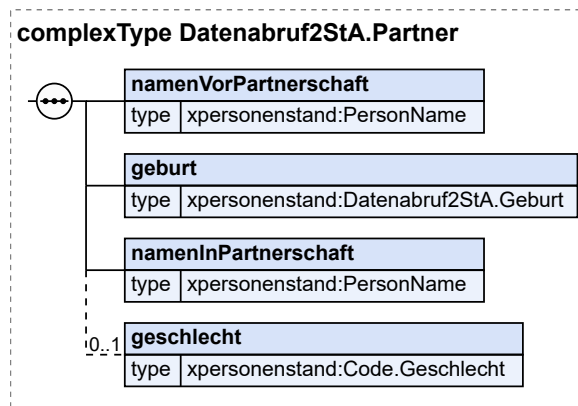 complexType Datenabruf2StA.Partner
namenVorPartnerschaft
type xpersonenstand:PersonName
geburt
type xpersonenstand:Datenabruf2StA.Geburt
namenInPartnerschaft
type xpersonenstand:PersonName
0..1 geschlecht
type xpersonenstand:Code.Geschlecht